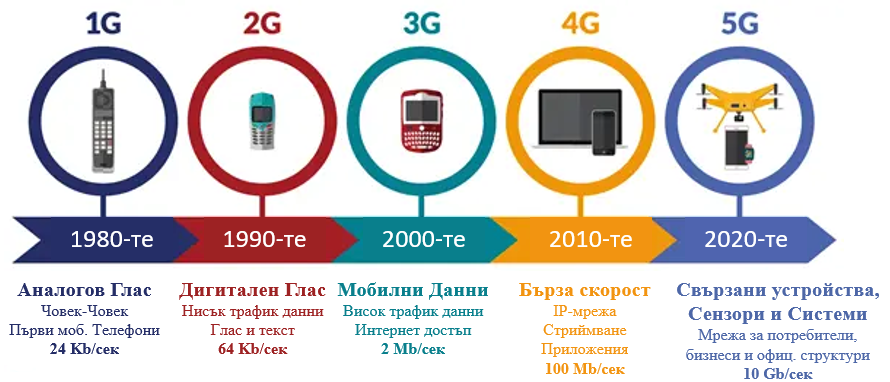 1G
2G
3G
4G
5G
1980-те
1990-те
2000-те
2010-те
2020-те
Аналогов Глас
Човек-Човек
Първи моб. Телефони
24 Kb/сек
Дигитален Глас
Нисък трафик данни
Глас и текст
64 Kb/сек
Мобилни Данни
Висок трафик данни
Интернет достъп
2 Mb/сек
Бърза скорост
IP-мрежа
Стриймване
Приложения
100 Mb/сек
Свързани устройства,
Сензори и Системи
Мрежа за потребители,
бизнеси и офиц. структури
10 Gb/сек